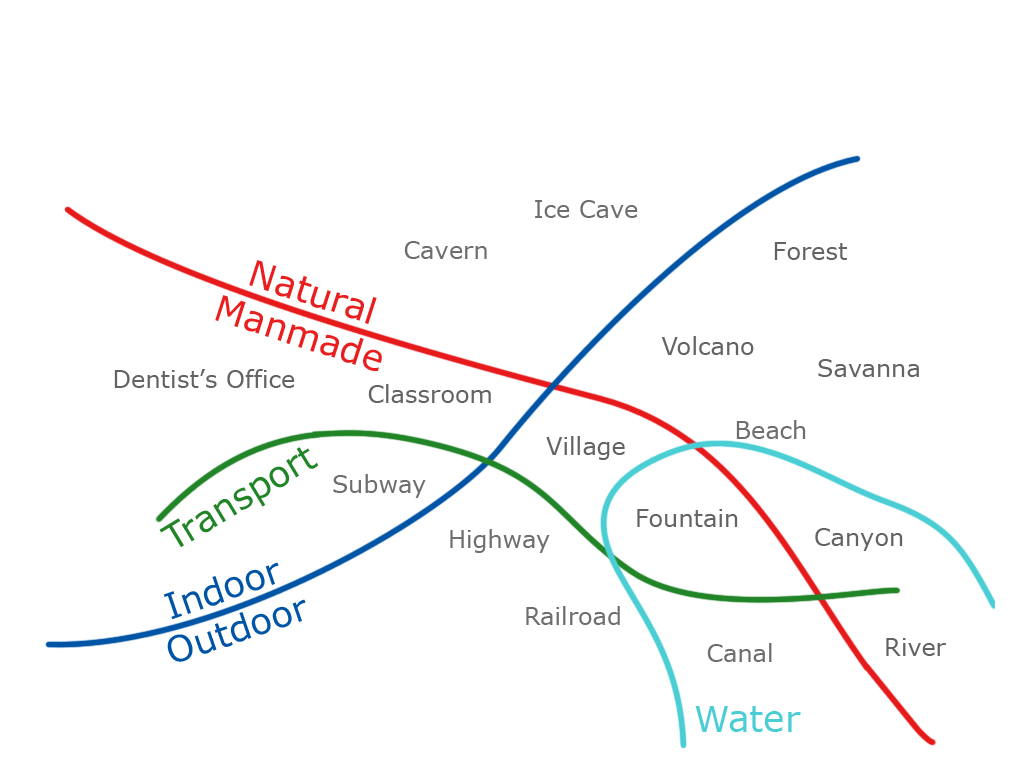 Ice Cave
Cavern
Forest
Natural
Manmade
Volcano
Savanna
Dentist’s Office
Classroom
Beach
Village
Transport
Subway
Fountain
Highway
Canyon
Indoor
Outdoor
Railroad
Canal
River
Water